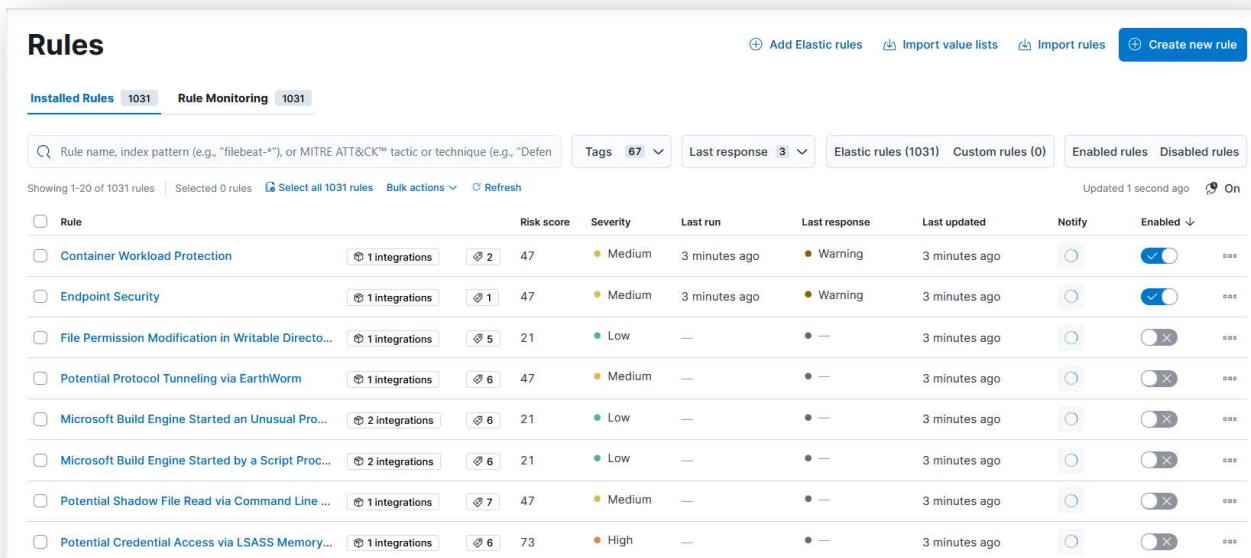 Rules
Add Elastic rules Import value lists Import rules Create new rule
Installed Rules 1031 Rule Monitoring 1031
Rule name, index pattern (e.g., "filebeat-*"), or MITRE ATT&CK™ tactic or technique (e.g., "Defen
Tags 67 Last response 3 Elastic rules (1031) Custom rules (0) Enabled rules Disabled rules
Showing 1-20 of 1031 rules Selected 0 rules Select all 1031 rules Bulk actions Refresh Updated 1 second ago On
Rule Risk score Severity Last run Last response Last updated Notify Enabled
Container Workload Protection 1 integrations 2 47 Medium 3 minutes ago Warning 3 minutes ago
Endpoint Security 1 integrations 1 47 Medium 3 minutes ago Warning 3 minutes ago
File Permission Modification in Writable Directo... 1 integrations 5 21 Low — — 3 minutes ago
Potential Protocol Tunneling via EarthWorm 1 integrations 6 47 Medium — — 3 minutes ago
Microsoft Build Engine Started an Unusual Pro... 2 integrations 6 21 Low — — 3 minutes ago
Microsoft Build Engine Started by a Script Proc... 2 integrations 6 21 Low — — 3 minutes ago
Potential Shadow File Read via Command Line ... 1 integrations 7 47 Medium — — 3 minutes ago
Potential Credential Access via LSASS Memory... 1 integrations 6 73 High — — 3 minutes ago